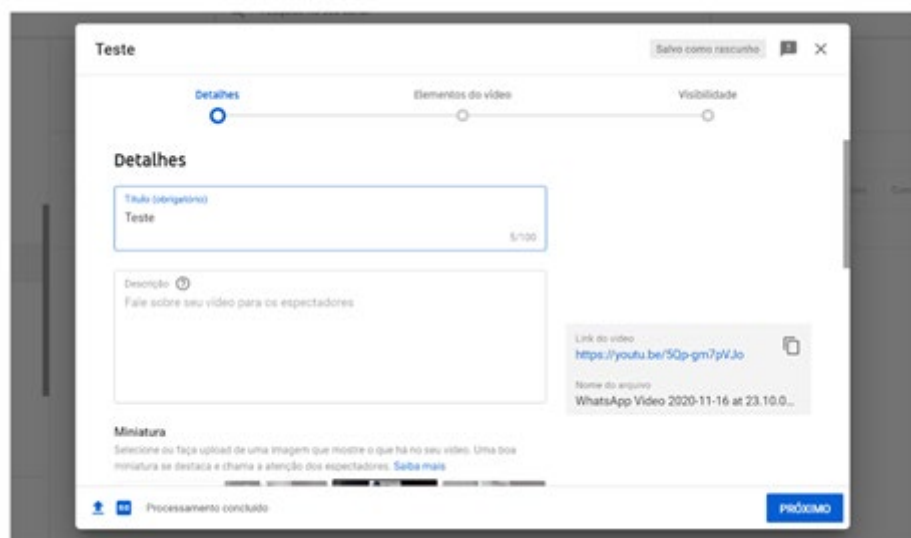 Teste
Salvo como rascunho
Detalhes
Elementos do vídeo
Visibilidade
Detalhes
Título (obrigatório)
Teste
5/100
Descrição
Fale sobre seu vídeo para os espectadores
Link do vídeo
https://youtu.be/5Qp-gm7pVJo
Nome do arquivo
WhatsApp Video 2020-11-16 at 23.10.0...
Miniatura
Selecione ou faça upload de uma imagem que mostre o que há no seu vídeo. Uma boa
miniatura se destaca e chama a atenção dos espectadores. Saiba mais
Processamento concluído
PRÓXIMO